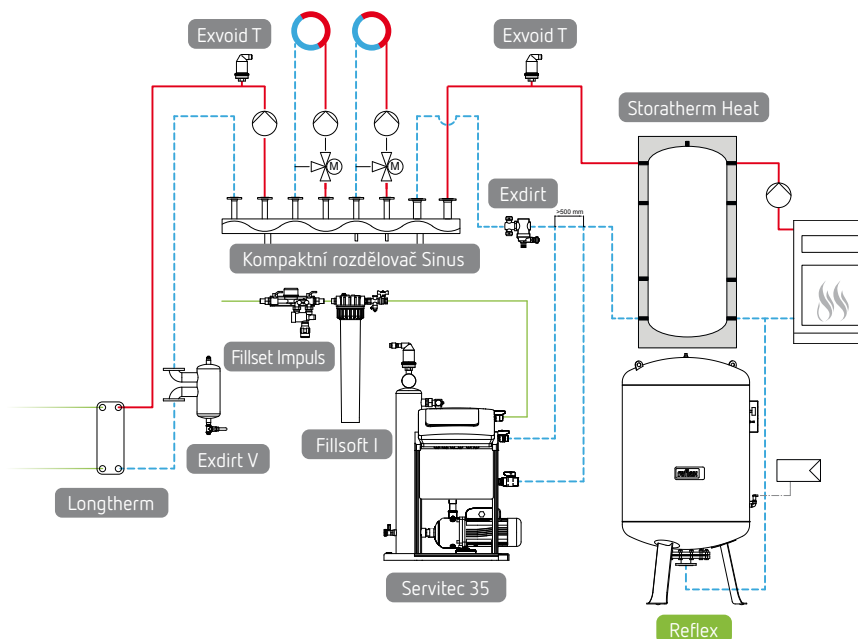 Exvoid T
Exvoid T
Storatherm Heat
M
M
Exdirt
>500 mm
Kompaktní rozdělovač Sinus
Fillset Impuls
Fillsoft I
Exdirt V
Longtherm
reflex
Servitec 35
Reflex